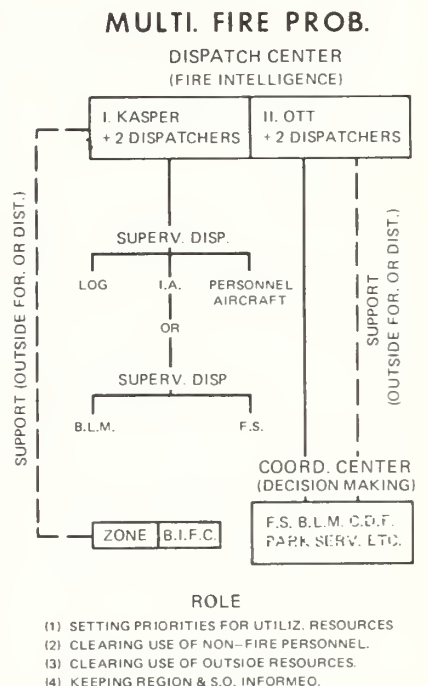 MULTI. FIRE PROB.
DISPATCH CENTER
(FIRE INTELLIGENCE)
I. KASPER
+ 2 DISPATCHERS
II. OTT
+ 2 DISPATCHERS
SUPPORT (OUTSIDE FOR. OR DIST.)
SUPERV. DISP.
LOG
I.A.
PERSONNEL
AIRCRAFT
OR
SUPERV. DISP
B.L.M.
F.S.
SUPPORT
(OUTSIDE FOR. OR DIST.)
COORD. CENTER
(DECISION MAKING)
ZONE
B.I.F.C.
F.S. B.L.M. C.D.F.
PARK SERV. ETC.
ROLE
(1) SETTING PRIORITIES FOR UTILIZ. RESOURCES
(2) CLEARING USE OF NON-FIRE PERSONNEL.
(3) CLEARING USE OF OUTSIDE RESOURCES.
(4) KEEPING REGION & S.O. INFORMED.